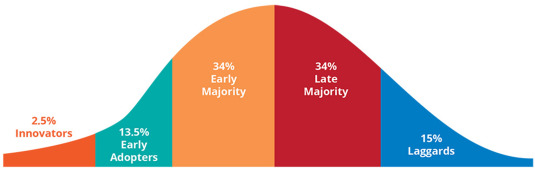 2.5%
Innovators
13.5%
Early
Adopters
34%
Early
Majority
34%
Late
Majority
15%
Laggards